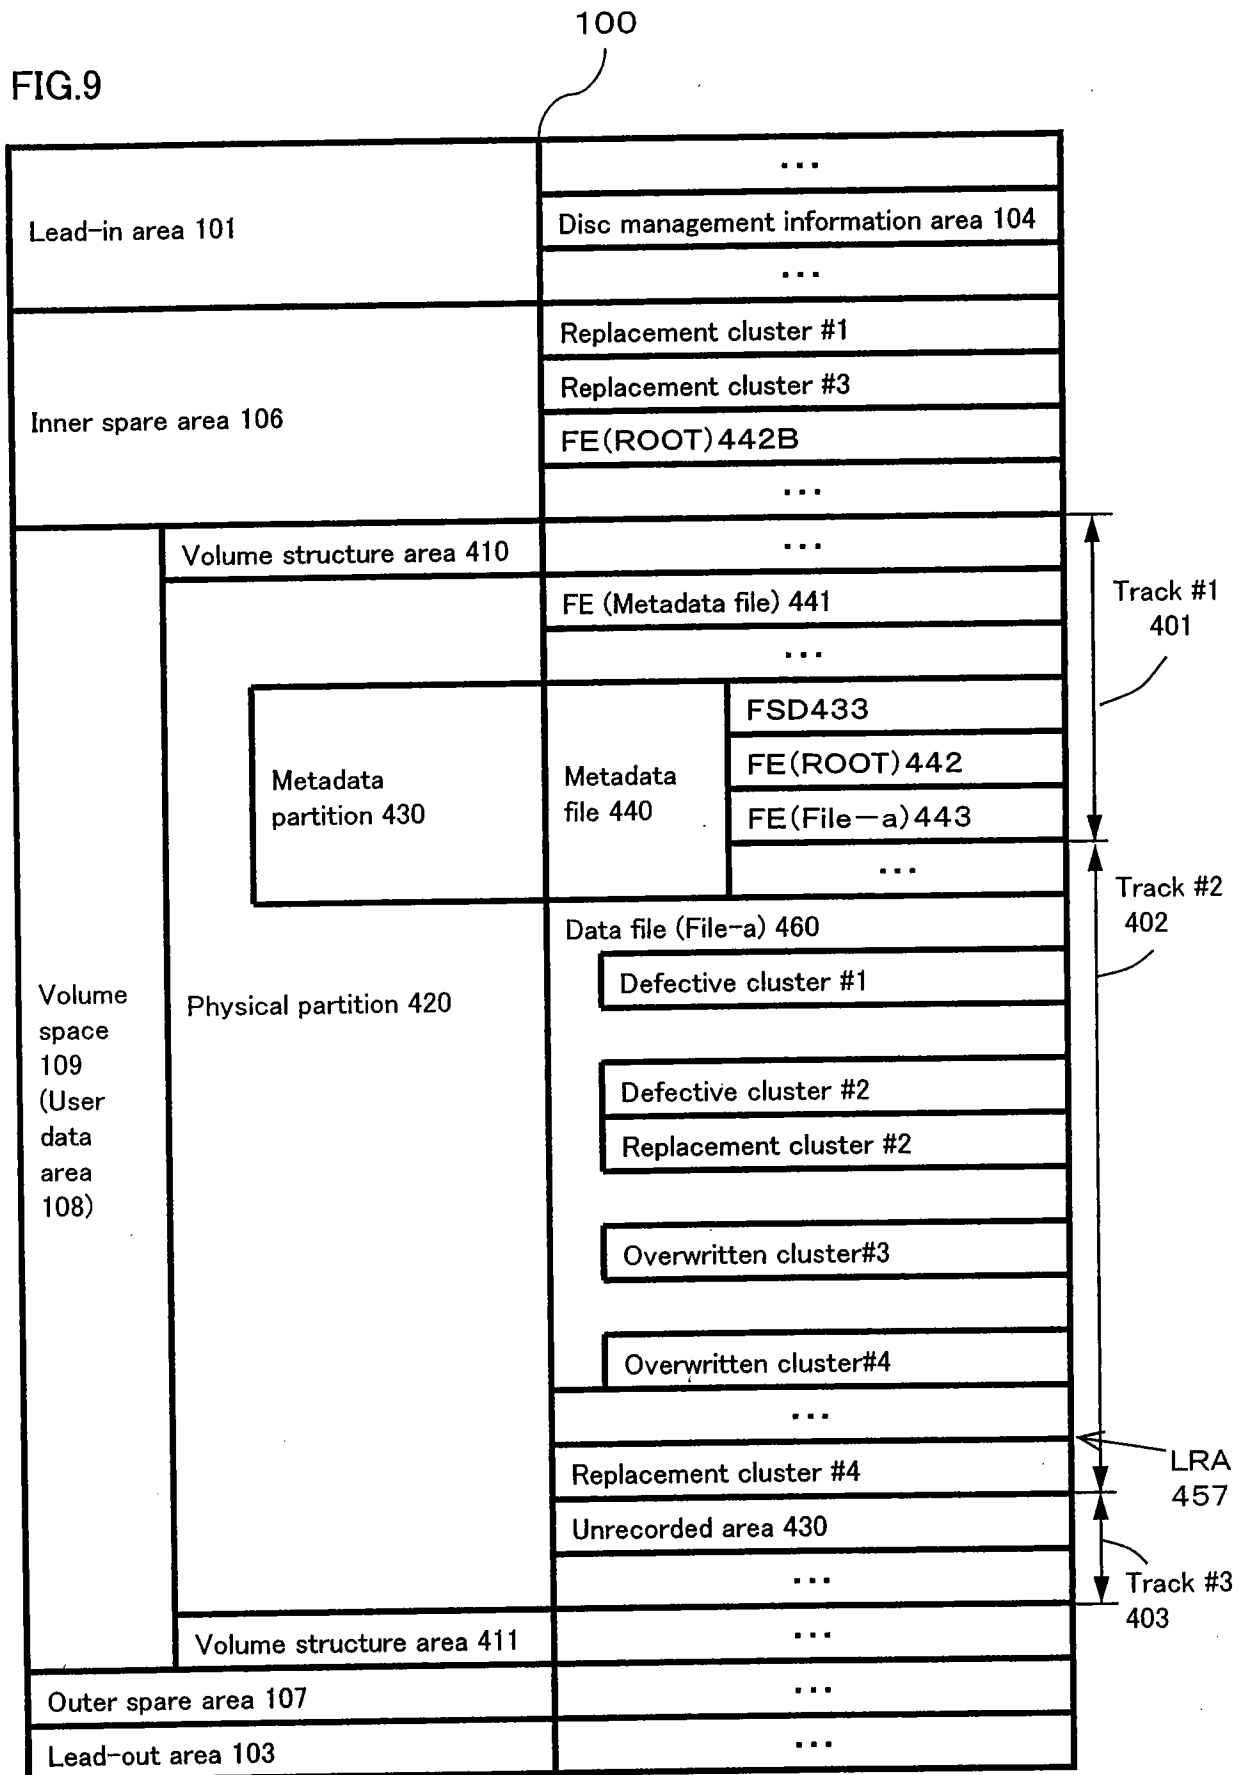 100
FIG.9
...
Lead-in area 101
Disc management information area 104
...
Replacement cluster #1
Replacement cluster #3
Inner spare area 106
FE(ROOT)442B
...
Volume structure area 410
...
FE (Metadata file) 441
...
Track #1
401
Metadata
partition 430
Metadata
file 440
FSD433
FE(ROOT)442
FE(File-a)443
...
Track #2
402
Data file (File-a) 460
Defective cluster #1
Volume
space
109
(User
data
area
108)
Physical partition 420
Defective cluster #2
Replacement cluster #2
Overwritten cluster#3
Overwritten cluster#4
...
LRA
457
Replacement cluster #4
Unrecorded area 430
...
Track #3
403
Volume structure area 411
...
Outer spare area 107
...
Lead-out area 103
...